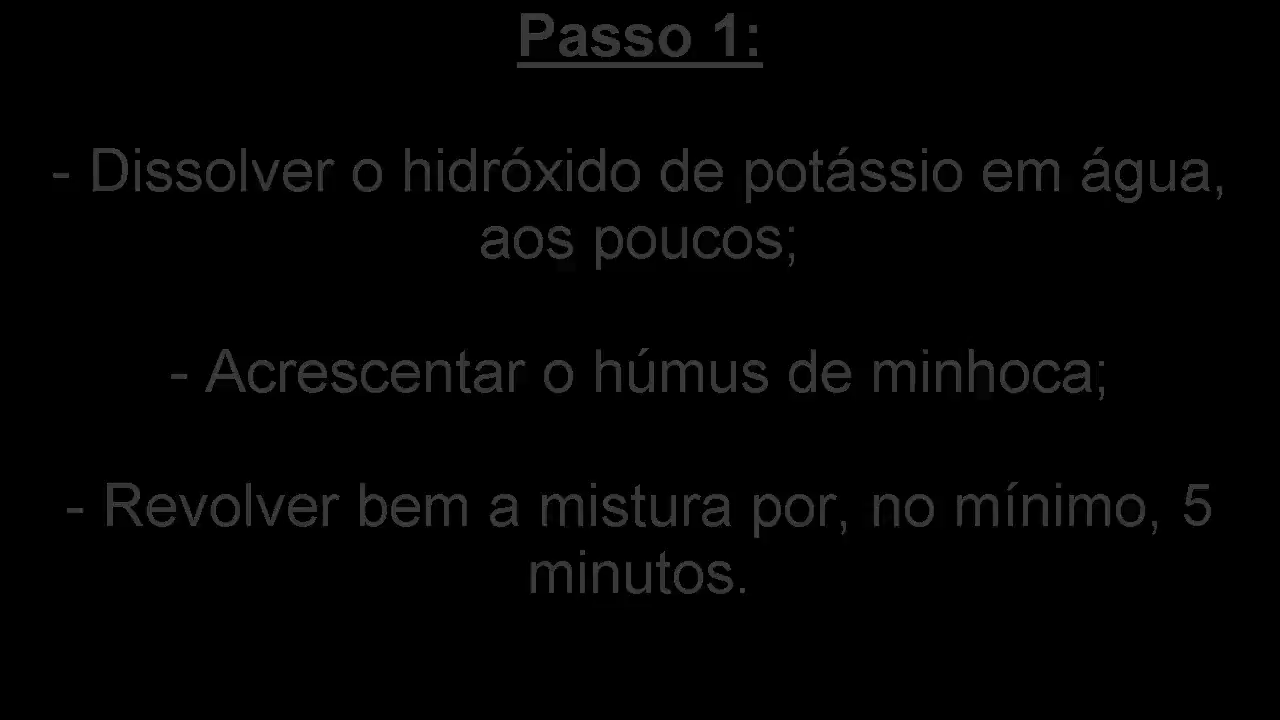 Passo 1:
- Dissolver o hidróxido de potássio em água,
aos poucos;
- Acrescentar o húmus de minhoca;
- Revolver bem a mistura por, no mínimo, 5
minutos.